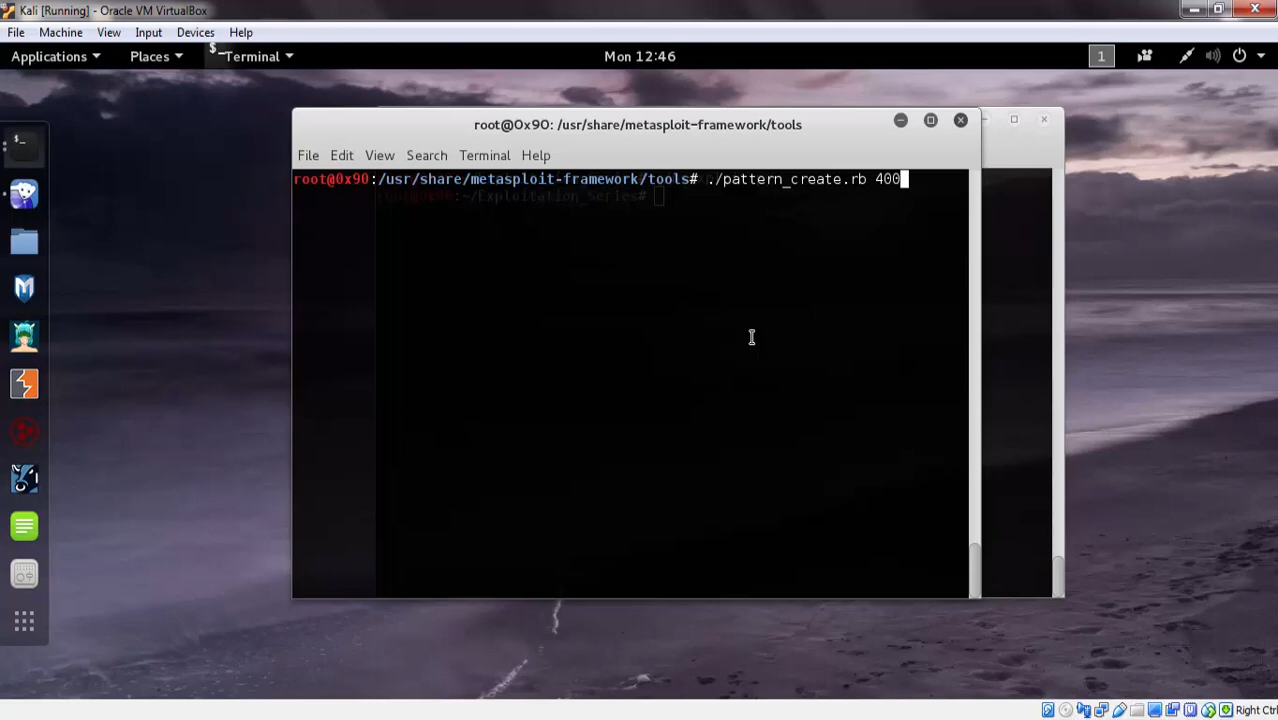 Kali [Running] - Oracle VM VirtualBox
File Machine View Input Devices Help
Applications Places Terminal Mon 12:46 1
root@0x90: /usr/share/metasploit-framework/tools
File Edit View Search Terminal Help
root@0x90:/usr/share/metasploit-framework/tools# ./pattern_create.rb 400
:~/Exploitation_Series#
Right Ctrl